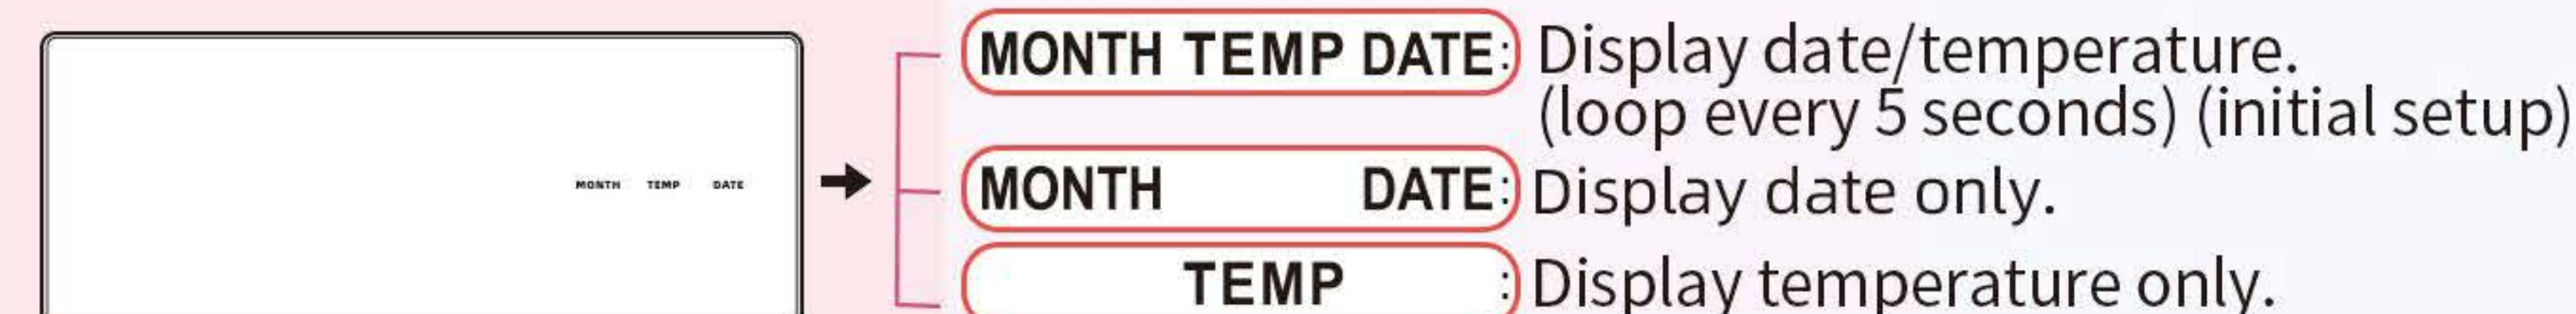 MONTH TEMP DATE
MONTH TEMP DATE: Display date/temperature.
(loop every 5 seconds) (initial setup)
MONTH DATE: Display date only.
TEMP : Display temperature only.